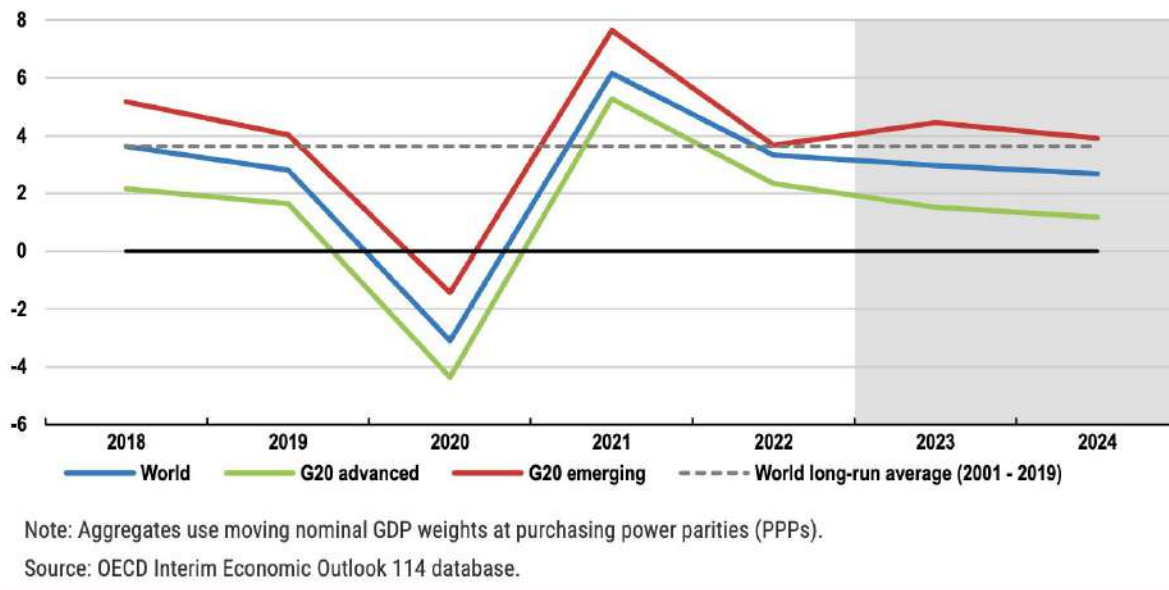 8
6
4
2
0
-2
-4
-6
2018 2019 2020 2021 2022 2023 2024
World G20 advanced G20 emerging World long-run average (2001 - 2019)
Note: Aggregates use moving nominal GDP weights at purchasing power parities (PPPs).
Source: OECD Interim Economic Outlook 114 database.